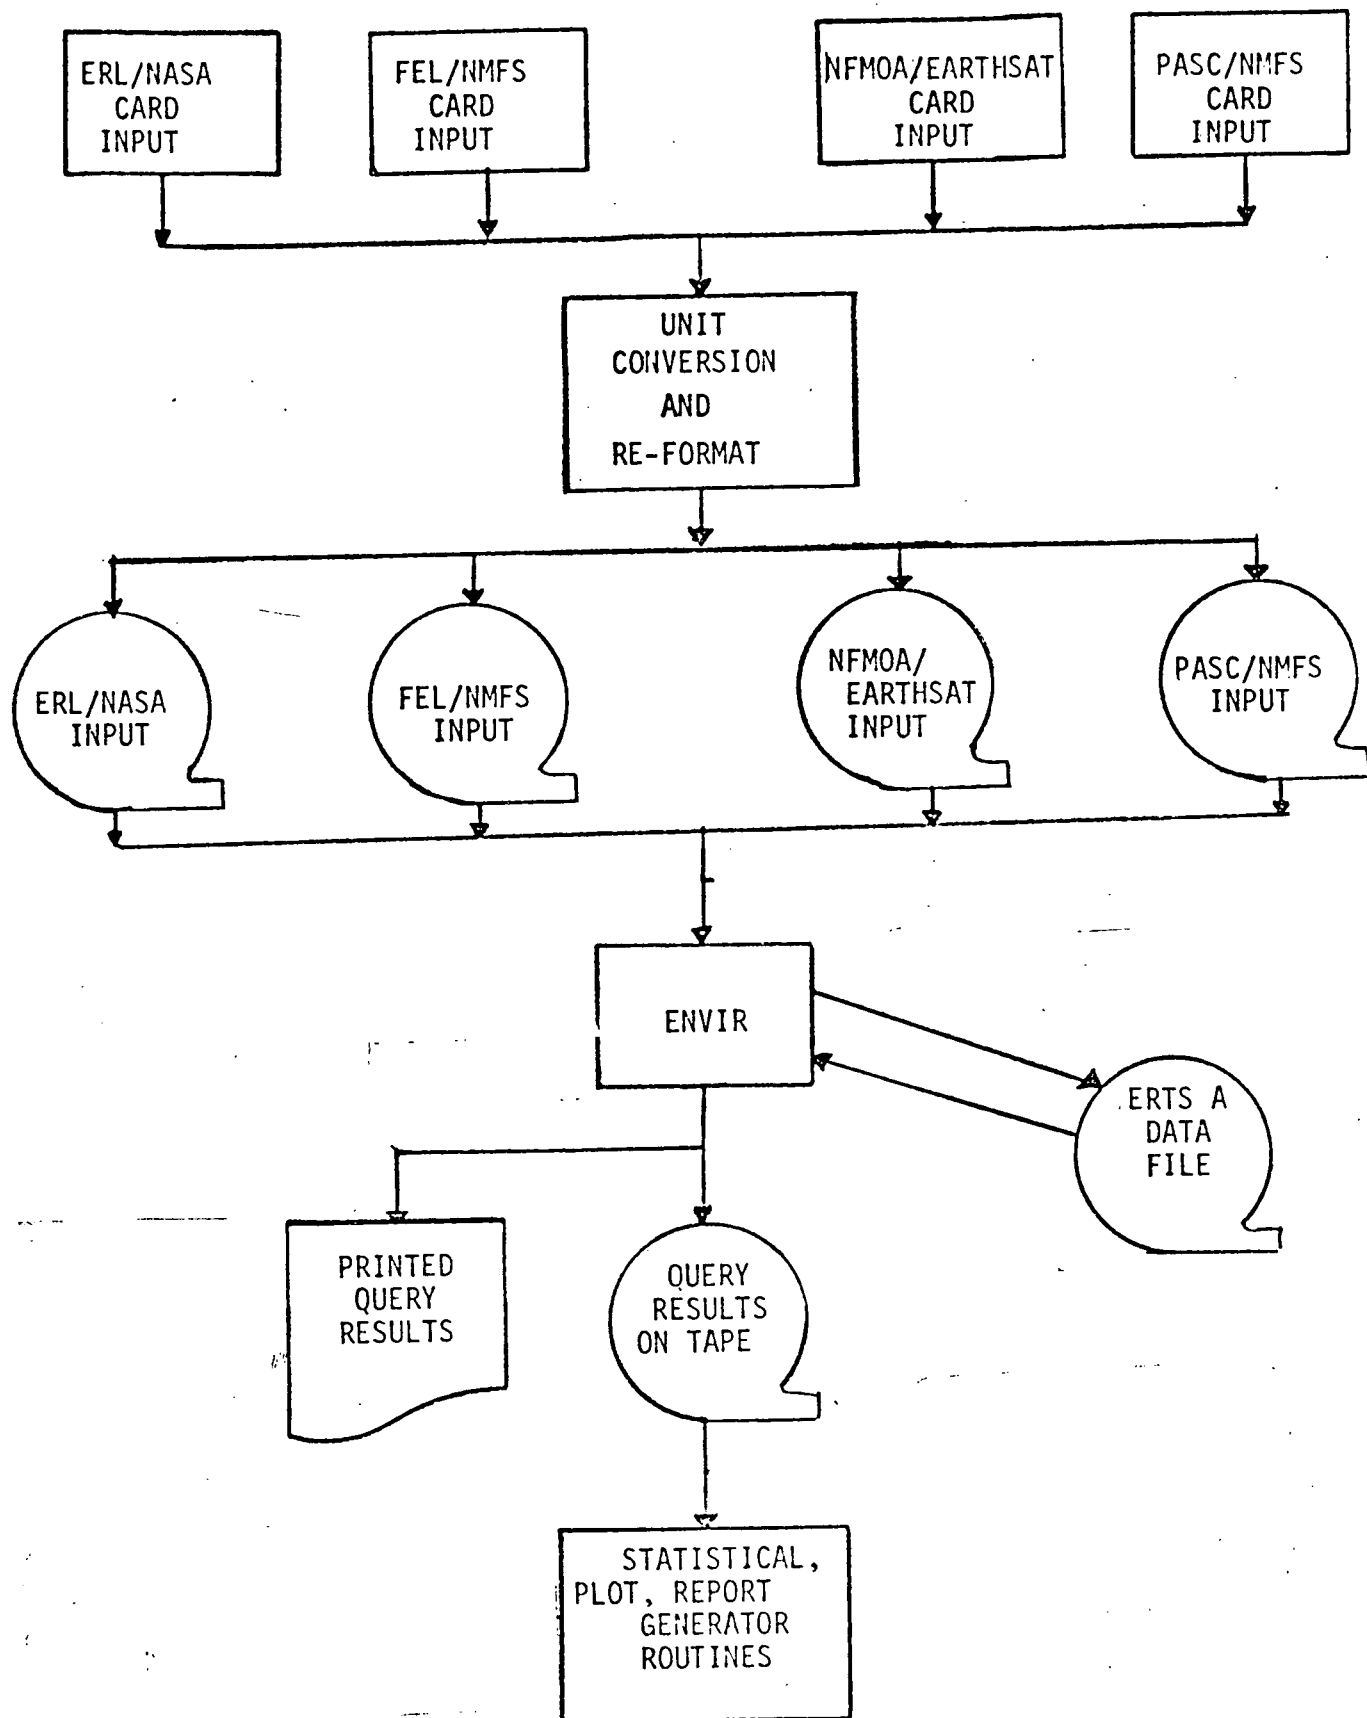 ERL/NASA
CARD
INPUT
FEL/NMFS
CARD
INPUT
NFMOA/EARTHSAT
CARD
INPUT
PASC/NMFS
CARD
INPUT
UNIT
CONVERSION
AND
RE-FORMAT
ERL/NASA
INPUT
FEL/NMFS
INPUT
NFMOA/
EARTHSAT
INPUT
PASC/NMFS
INPUT
ENVIR
ERTS A
DATA
FILE
PRINTED
QUERY
RESULTS
QUERY
RESULTS
ON TAPE
STATISTICAL,
PLOT, REPORT
GENERATOR
ROUTINES